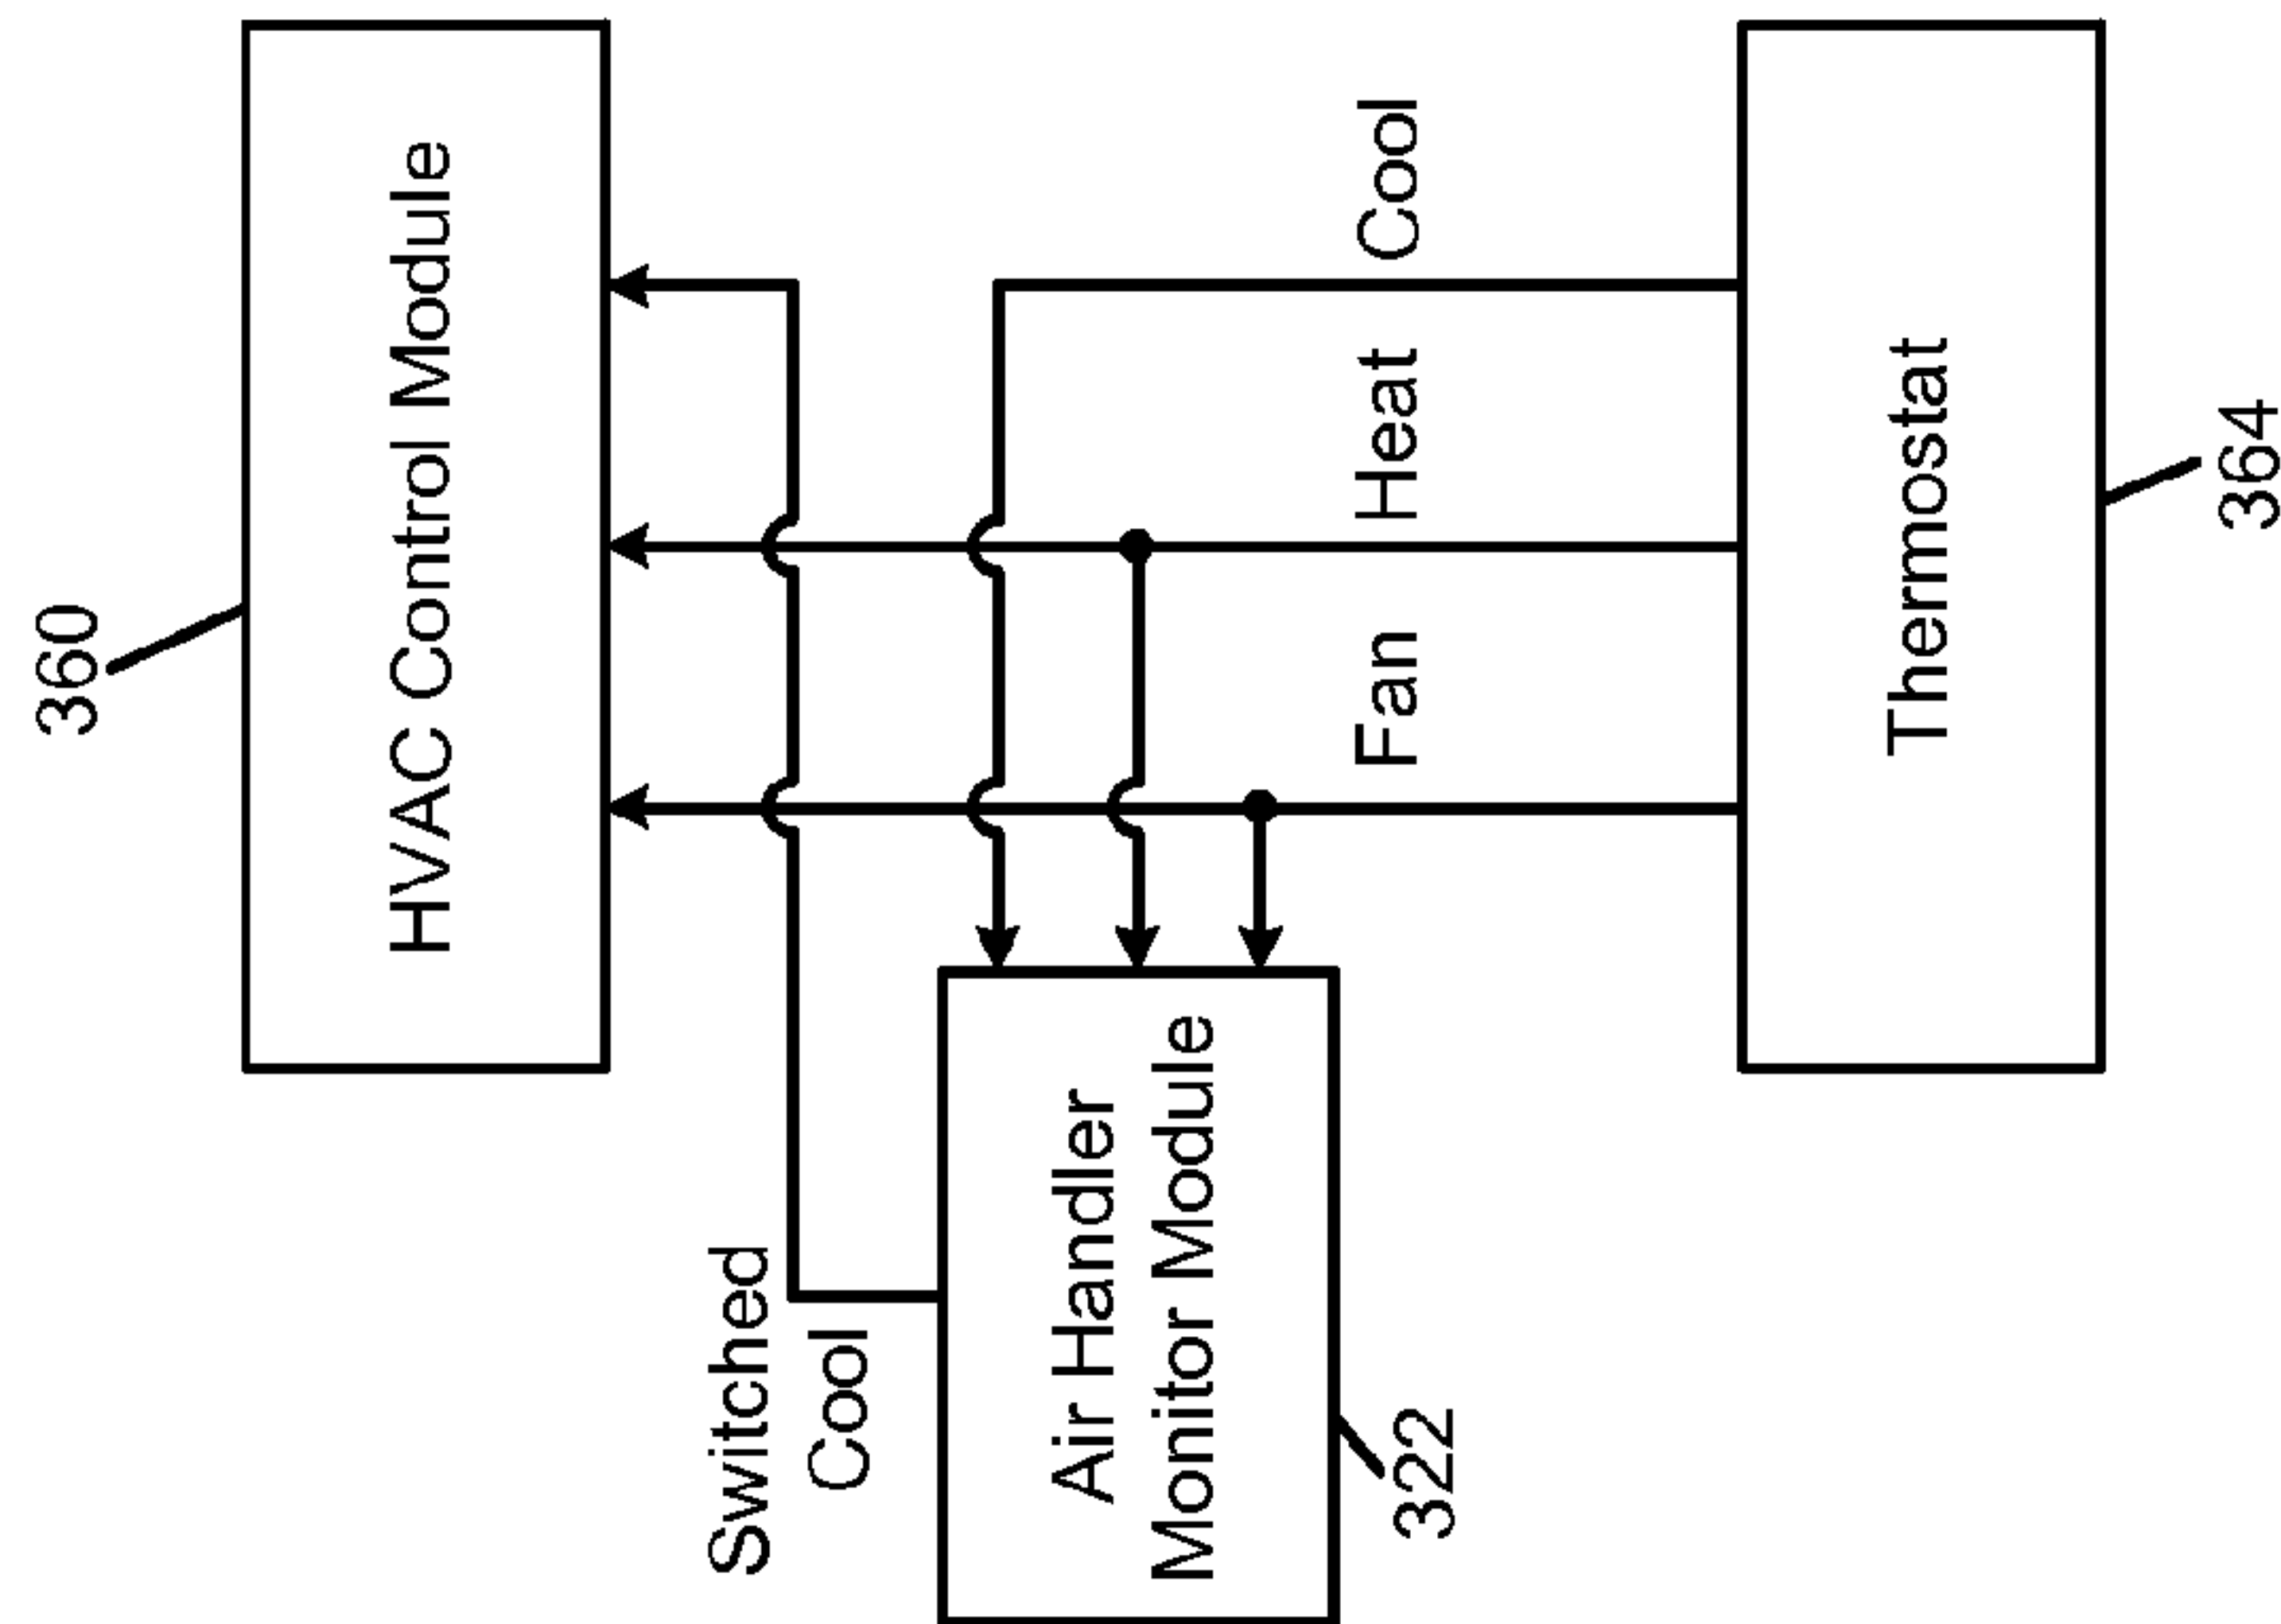 360
HVAC Control Module
Switched
Cool
Air Handler
Monitor Module
322
Fan
Heat
Cool
Thermostat
364